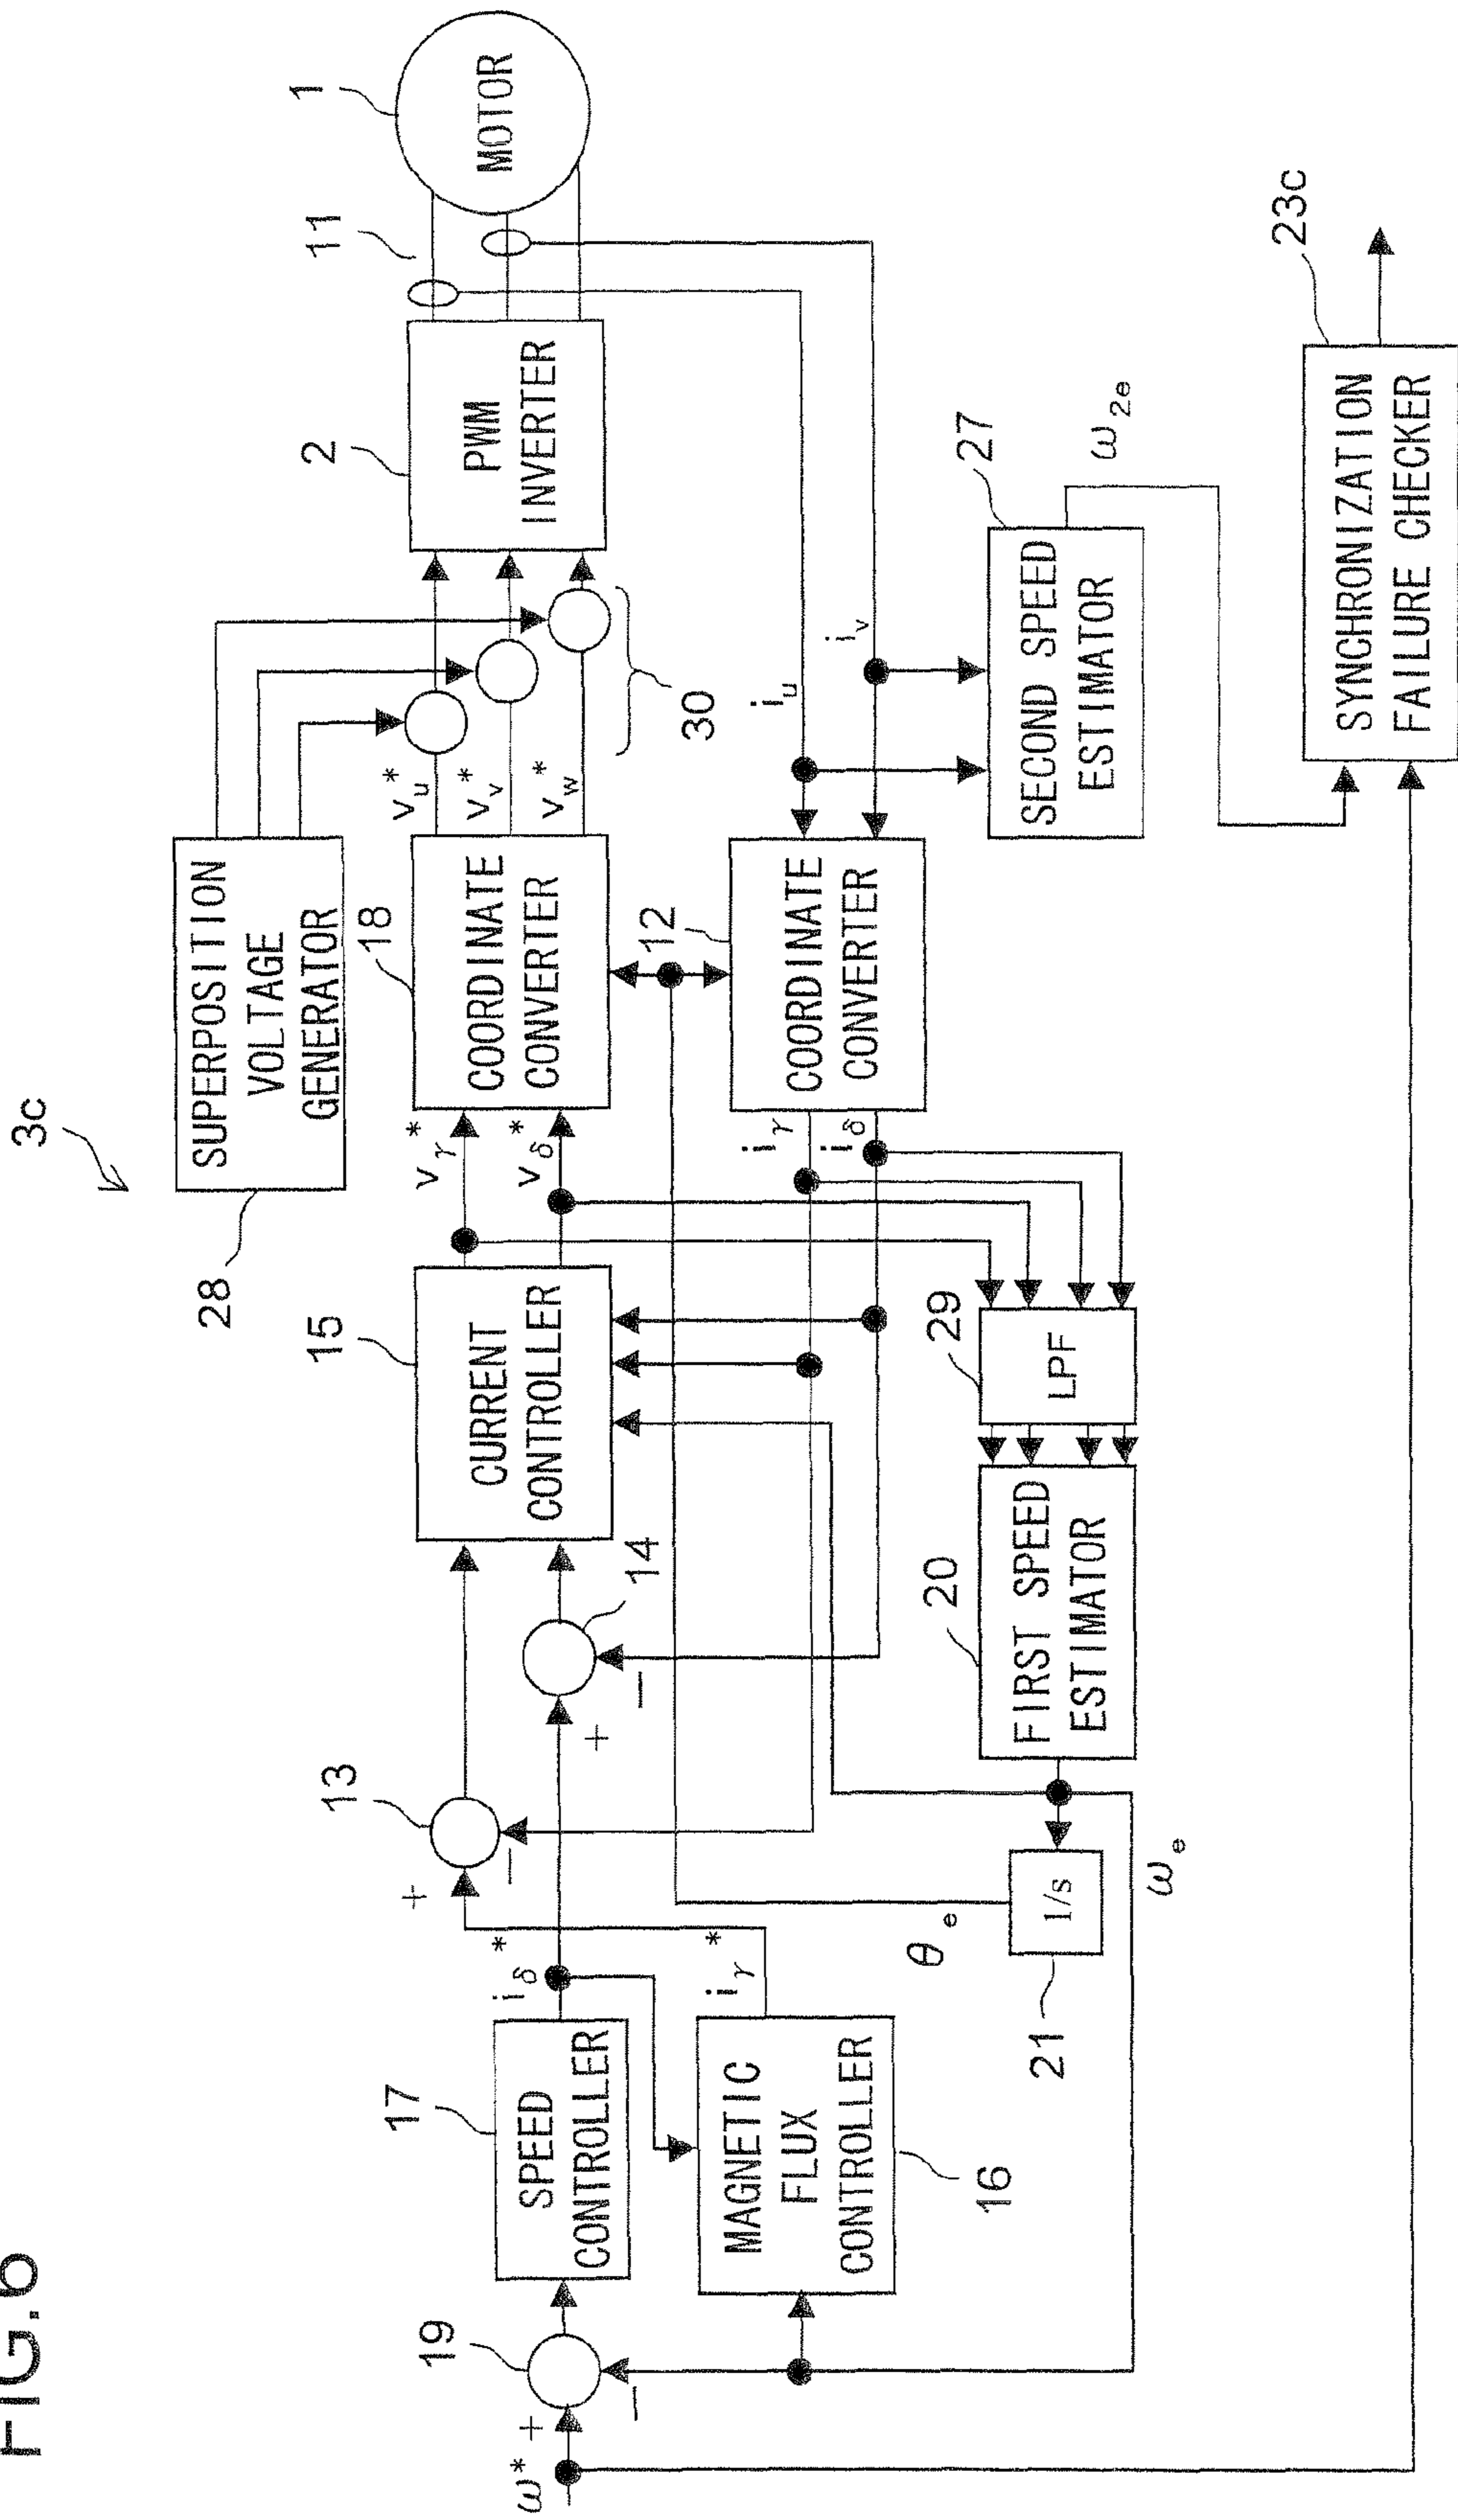 FIG.6
3c
SUPERPOSITION
VOLTAGE
GENERATOR
28
ω*
+
−
19
SPEED
CONTROLLER
17
iδ*
MAGNETIC
FLUX
CONTROLLER
16
iγ*
+
−
13
+
−
14
CURRENT
CONTROLLER
15
vγ*
vδ*
COORDINATE
CONVERTER
18
vu*
vv*
vw*
30
PWM
INVERTER
2
11
MOTOR
1
COORDINATE
CONVERTER
12
iγ
iδ
iu
iv
θe
1/s
21
ωe
FIRST SPEED
ESTIMATOR
20
LPF
29
SECOND SPEED
ESTIMATOR
27
ω2e
SYNCHRONIZATION
FAILURE CHECKER
23c